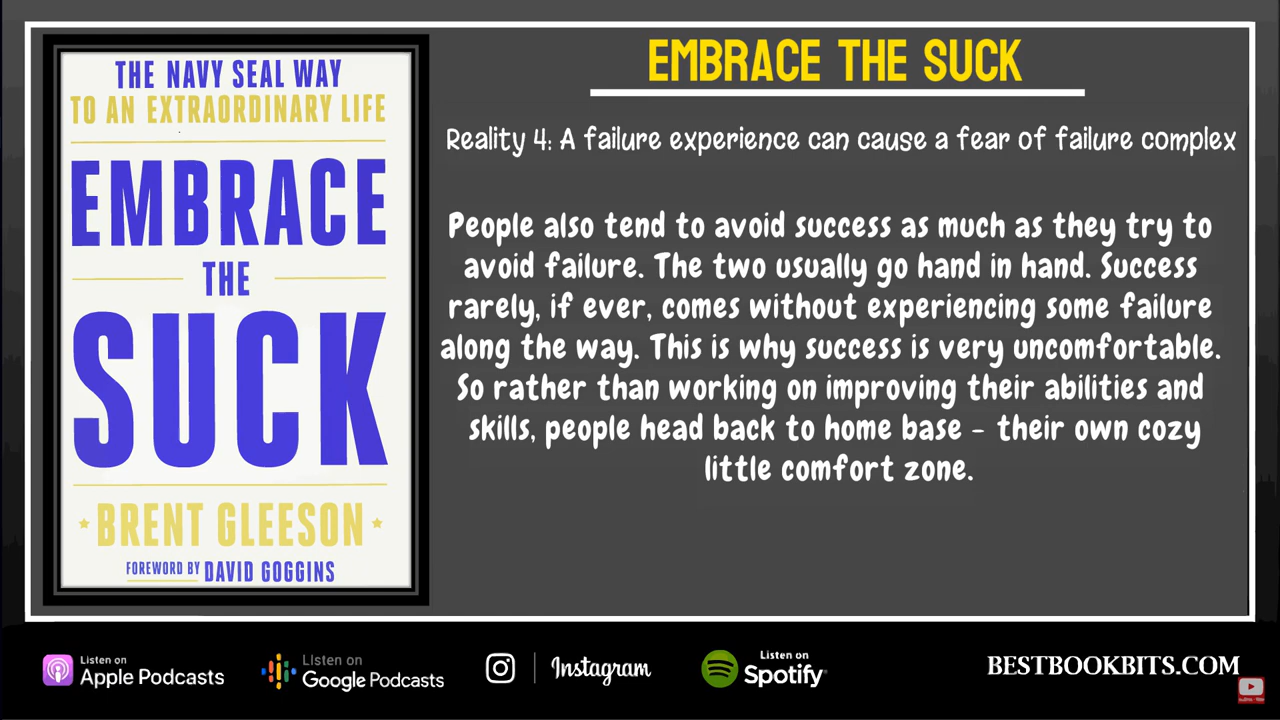 THE NAVY SEAL WAY
TO AN EXTRAORDINARY LIFE
EMBRACE
THE
SUCK
BRENT GLEESON
FOREWORD BY DAVID GOGGINS
EMBRACE THE SUCK
Reality 4: A failure experience can cause a fear of failure complex
People also tend to avoid success as much as they try to
avoid failure. The two usually go hand in hand. Success
rarely, if ever, comes without experiencing some failure
along the way. This is why success is very uncomfortable.
So rather than working on improving their abilities and
skills, people head back to home base - their own cozy
little comfort zone.
Listen on
Apple Podcasts
Listen on
Google Podcasts
Instagram
Listen on
Spotify
BESTBOOKBITS.COM